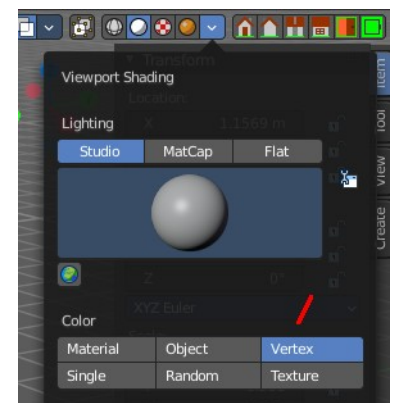 Transform
Viewport Shading
Location
Lighting
X 1.1569 m
Studio MatCap Flat
Z 0°
XYZ Euler
Color
Material Object Vertex
Single Random Texture
Item
Tool
View
Create